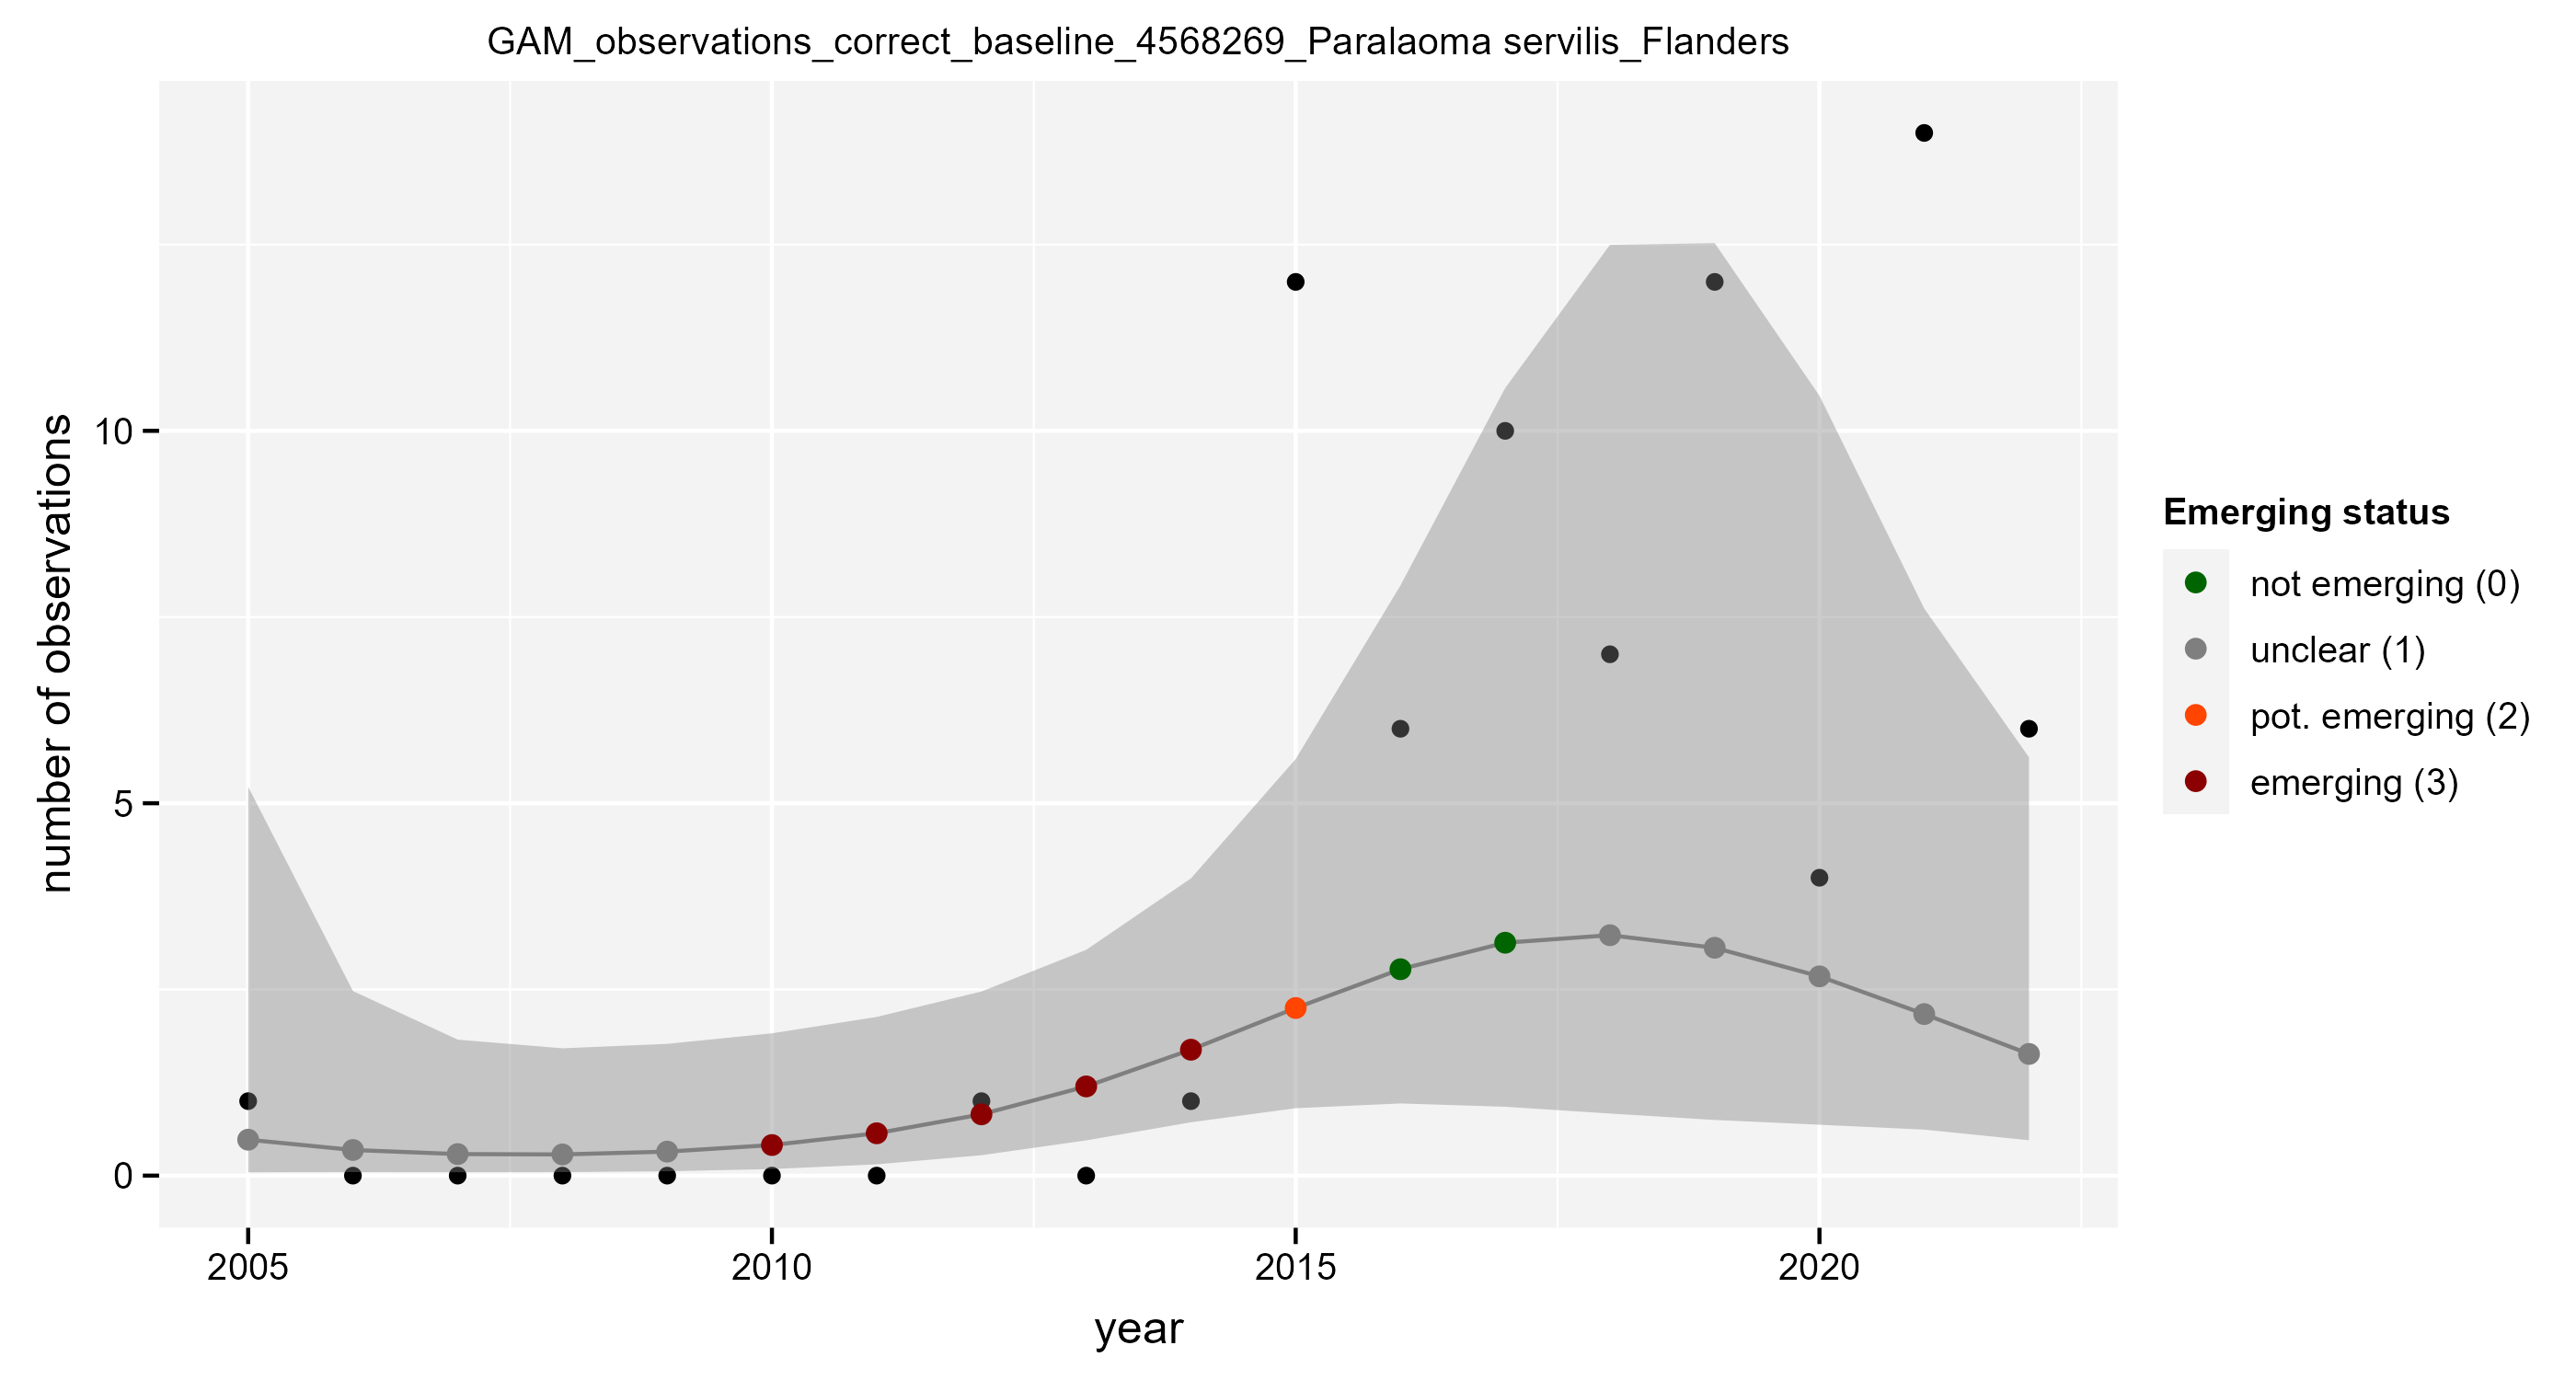 GAM_observations_correct_baseline_4568269_Paralaoma servilis_Flanders
number of observations
10
5
0
2005
2010
2015
2020
year
Emerging status
not emerging (0)
unclear (1)
pot. emerging (2)
emerging (3)